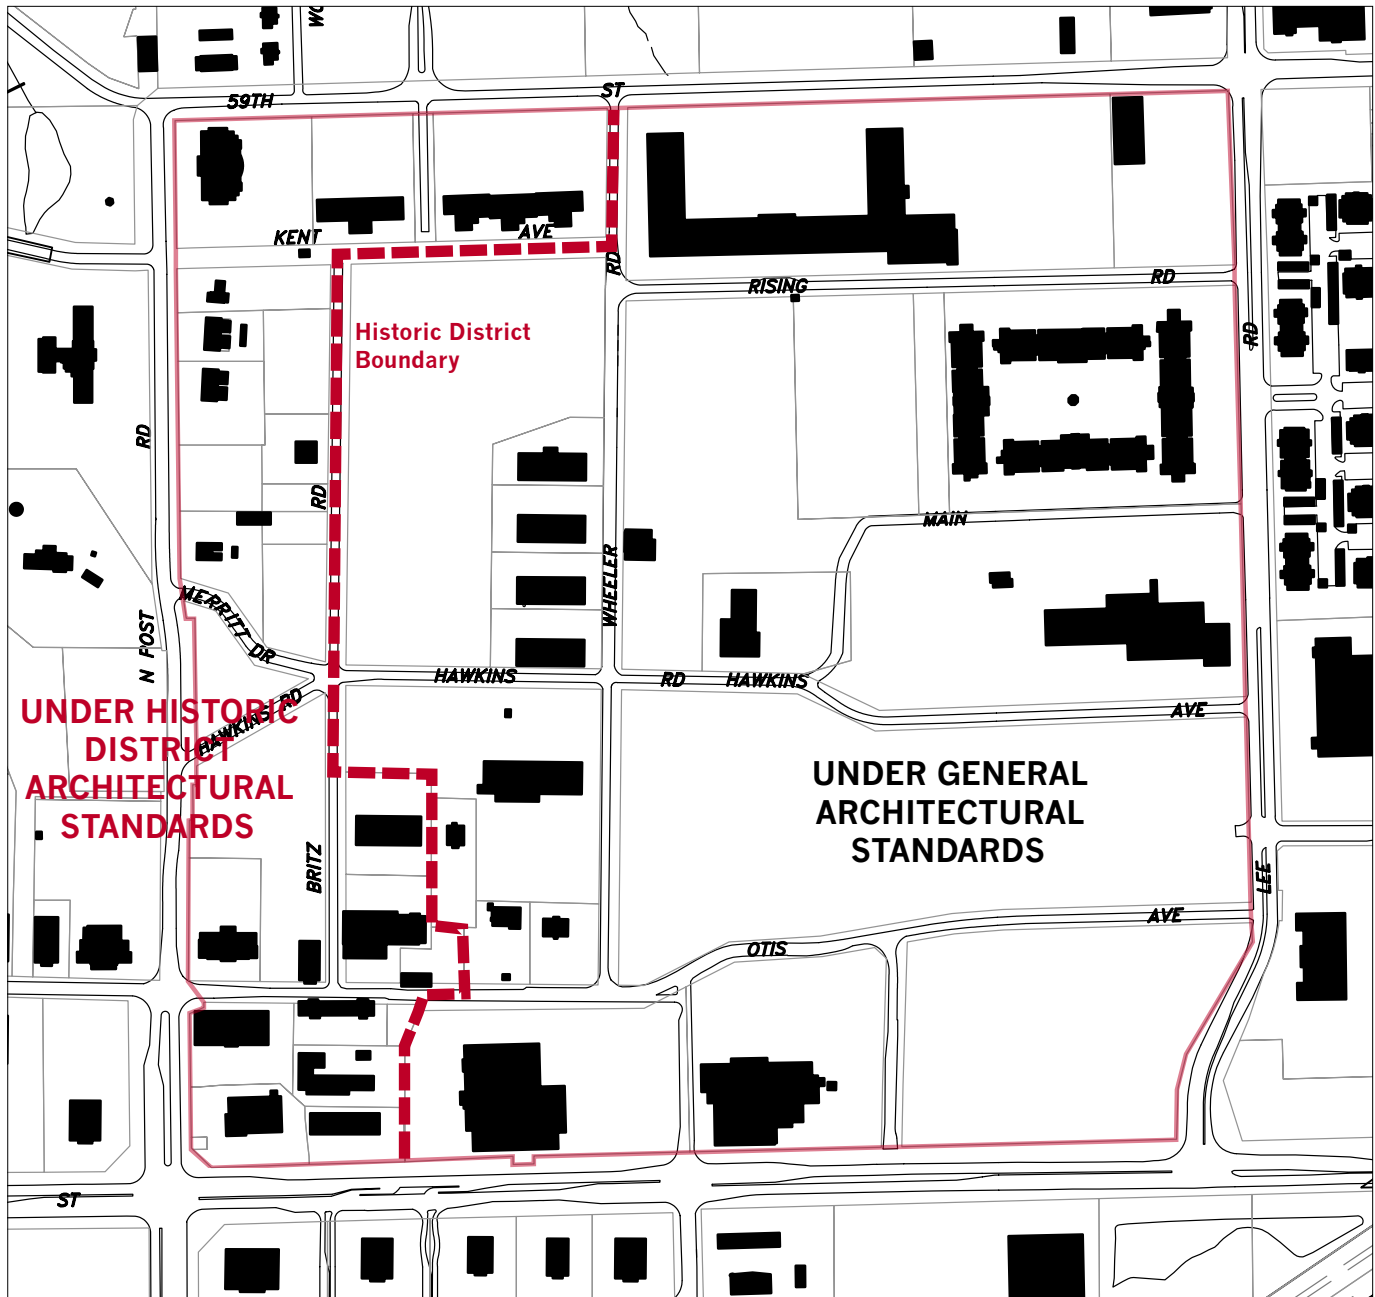 WO
59TH
ST
KENT
AVE
RD
RISING
RD
RD
Historic District
Boundary
RD
RD
MAIN
WHEELER
MERRITT DR
N POST
HAWKINS
RD
HAWKINS
AVE
HAWKINS RD
UNDER HISTORIC
DISTRICT
ARCHITECTURAL
STANDARDS
UNDER GENERAL
ARCHITECTURAL
STANDARDS
BRITZ
LEE
AVE
OTIS
ST